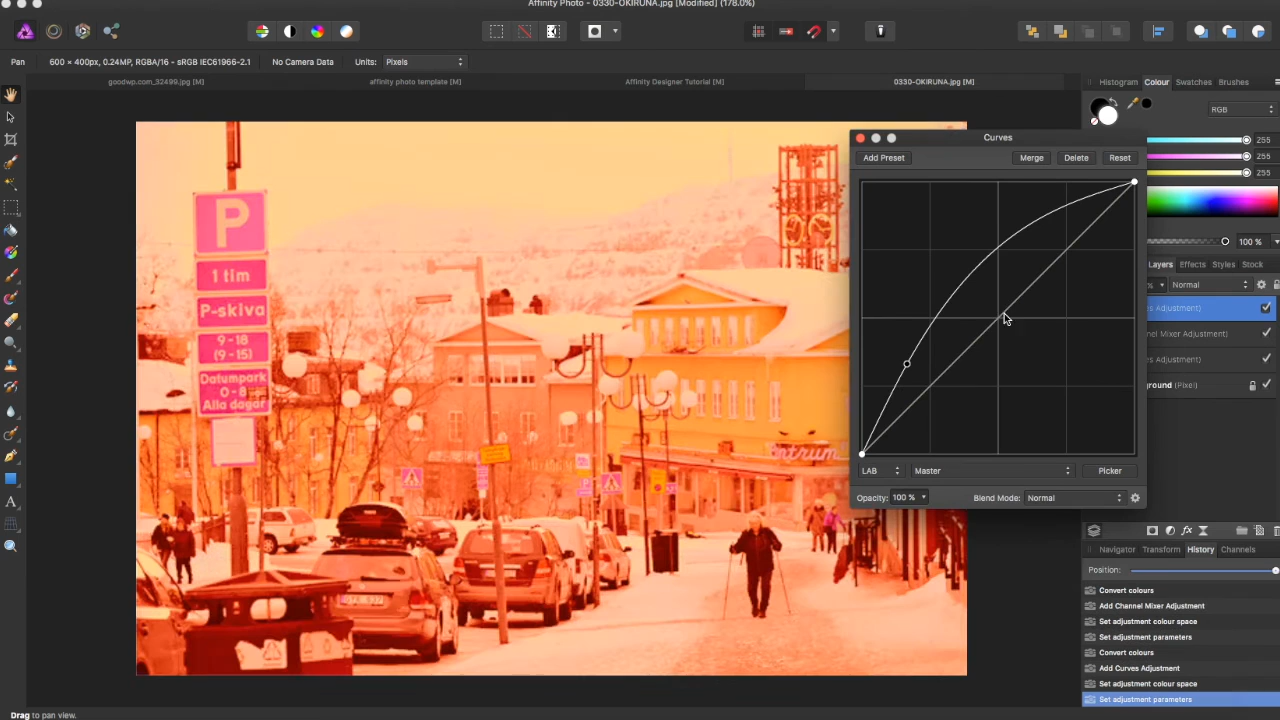 Affinity Photo - 0330-OKIRUNA.jpg [Modified] (178.0%)
Pan 600 × 400px, 0.24MP, RGBA/16 - sRGB IEC61966-2.1 No Camera Data Units: Pixels
goodwp.com_32499.jpg [M] affinity photo template [M] Affinity Designer Tutorial [M] 0330-OKIRUNA.jpg [M]
Histogram Colour Swatches Brushes
RGB
255
255
255
100 %
Layers Effects Styles Stock
% Normal
s Adjustment)
nel Mixer Adjustment)
s Adjustment)
ground (Pixel)
Curves
Add Preset Merge Delete Reset
LAB Master Picker
Opacity: 100 % Blend Mode: Normal
P
1 tim
P-skiva
9 - 18
(9 - 15)
Datumpark
0 - 8
Alla dagar
entrum
Navigator Transform History Channels
Position:
Convert colours
Add Channel Mixer Adjustment
Set adjustment colour space
Set adjustment parameters
Convert colours
Add Curves Adjustment
Set adjustment colour space
Set adjustment parameters
Drag to pan view.